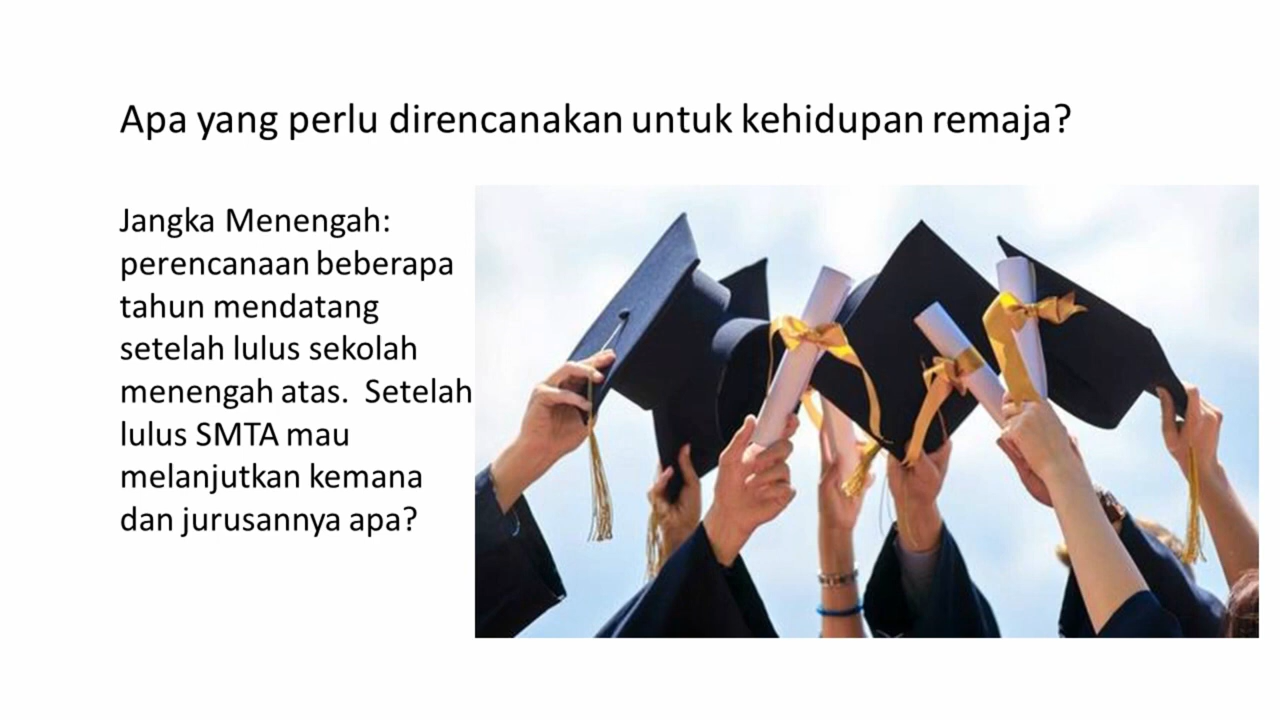 Apa yang perlu direncanakan untuk kehidupan remaja?
Jangka Menengah:
perencanaan beberapa
tahun mendatang
setelah lulus sekolah
menengah atas.  Setelah
lulus SMTA mau
melanjutkan kemana
dan jurusannya apa?